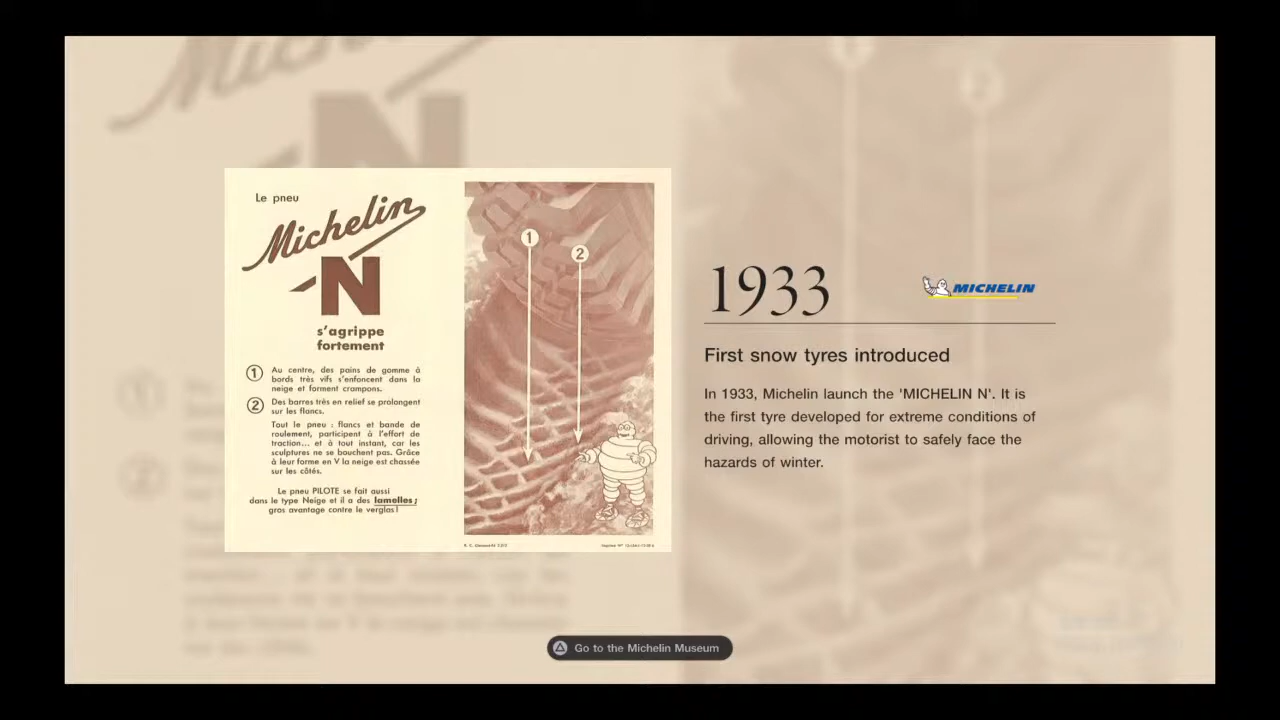 Le pneu
Michelin
N
s'agrippe
fortement
1 Au centre, des pains de gomme à
bords très vifs s'enfoncent dans la
neige et forment crampons.
2 Des barres très en relief se prolongent
sur les flancs.
Tout le pneu : flancs et bande de
roulement, participent à l'effort de
traction... et à tout instant, car les
sculptures ne se bouchent pas. Grâce
à leur forme en V la neige est chassée
sur les côtés.
Le pneu PILOTE se fait aussi
dans le type Neige et il a des lamelles ;
gros avantage contre le verglas !
1
2
1933
MICHELIN
First snow tyres introduced
In 1933, Michelin launch the 'MICHELIN N'. It is
the first tyre developed for extreme conditions of
driving, allowing the motorist to safely face the
hazards of winter.
Go to the Michelin Museum